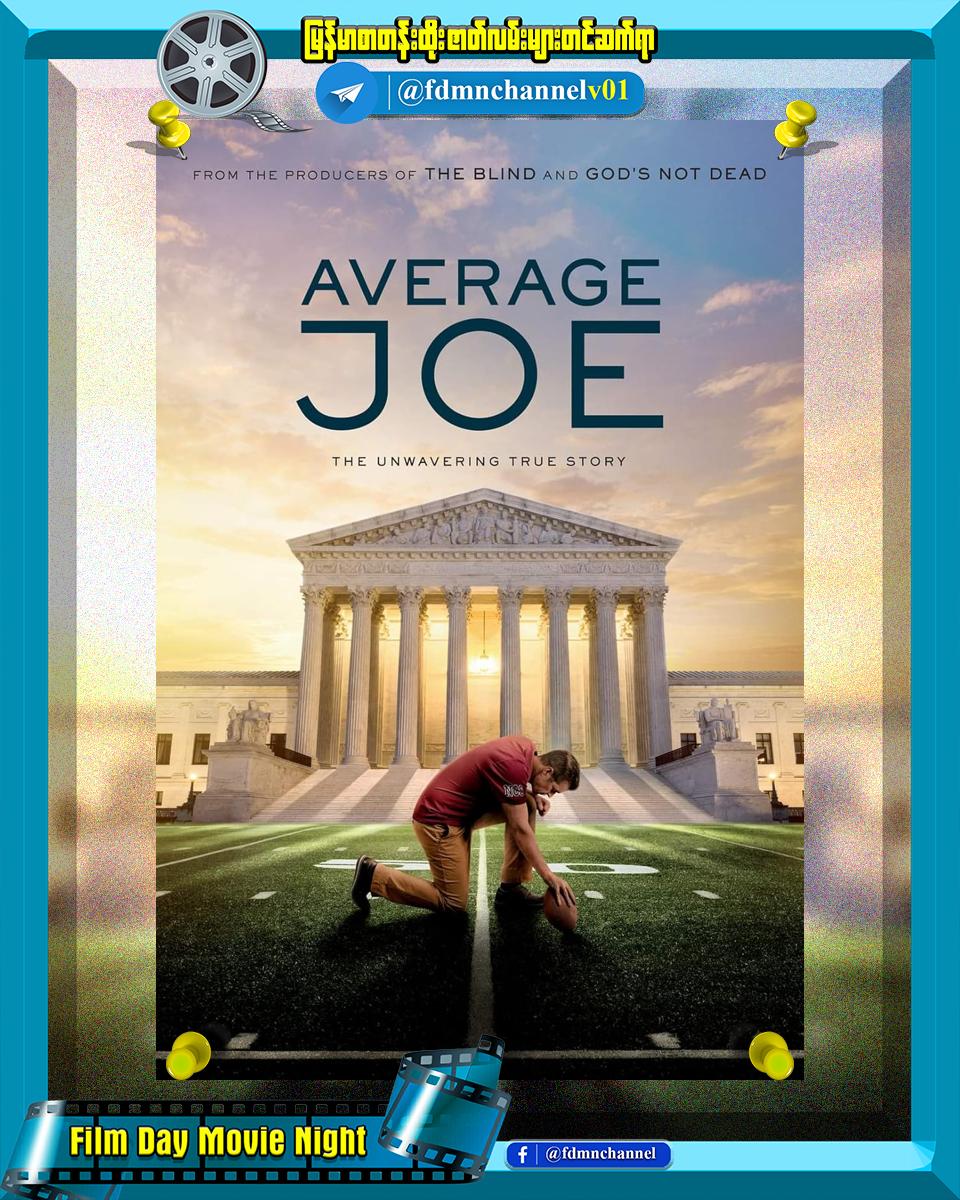 မြန်မာစာတန်းထိုးဇာတ်လမ်းများတင်ဆက်ရာ
@fdmnchannelv01
FROM THE PRODUCERS OF THE BLIND AND GOD'S NOT DEAD
AVERAGE
JOE
THE UNWAVERING TRUE STORY
50
Film Day Movie Night
@fdmnchannel